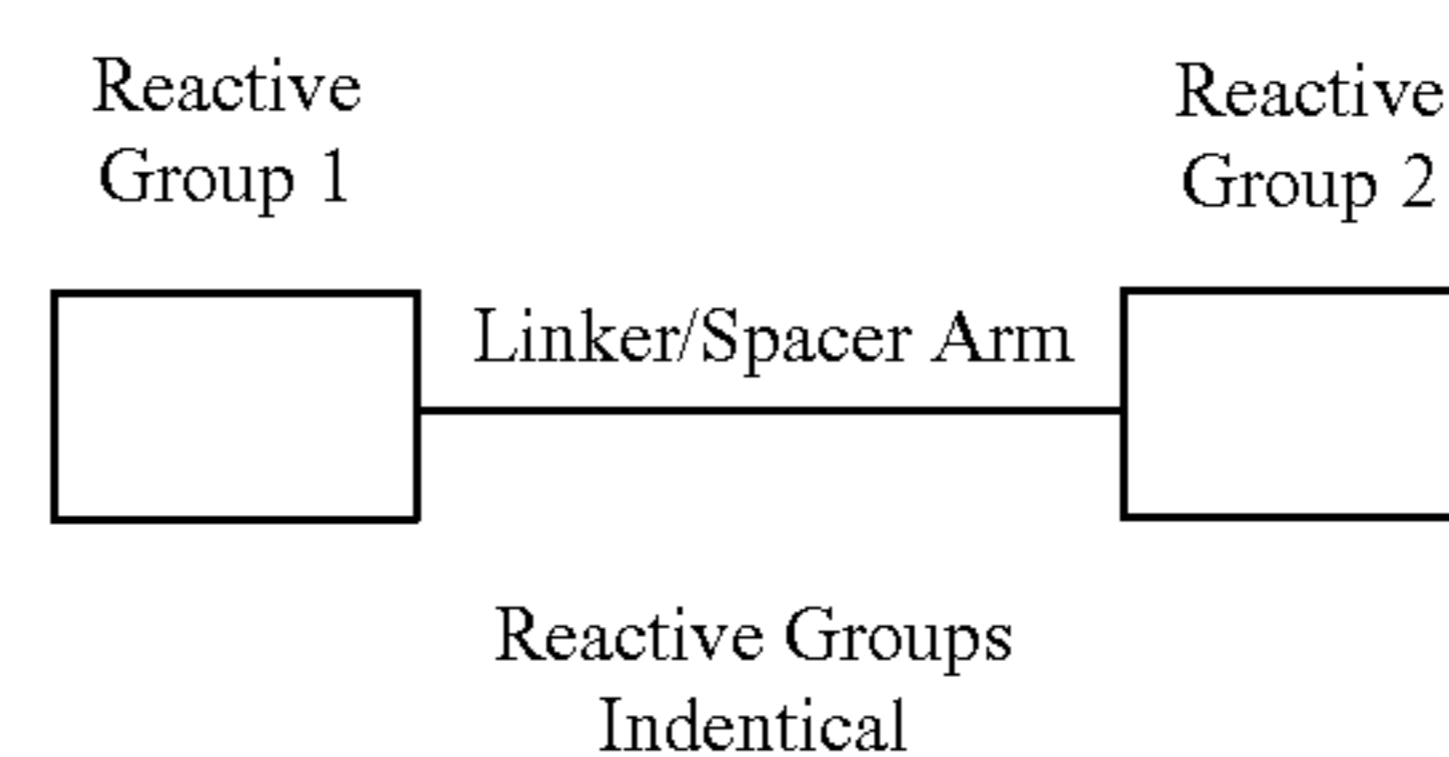 Reactive
Group 1
Reactive
Group 2
Linker/Spacer Arm
Reactive Groups
Indentical